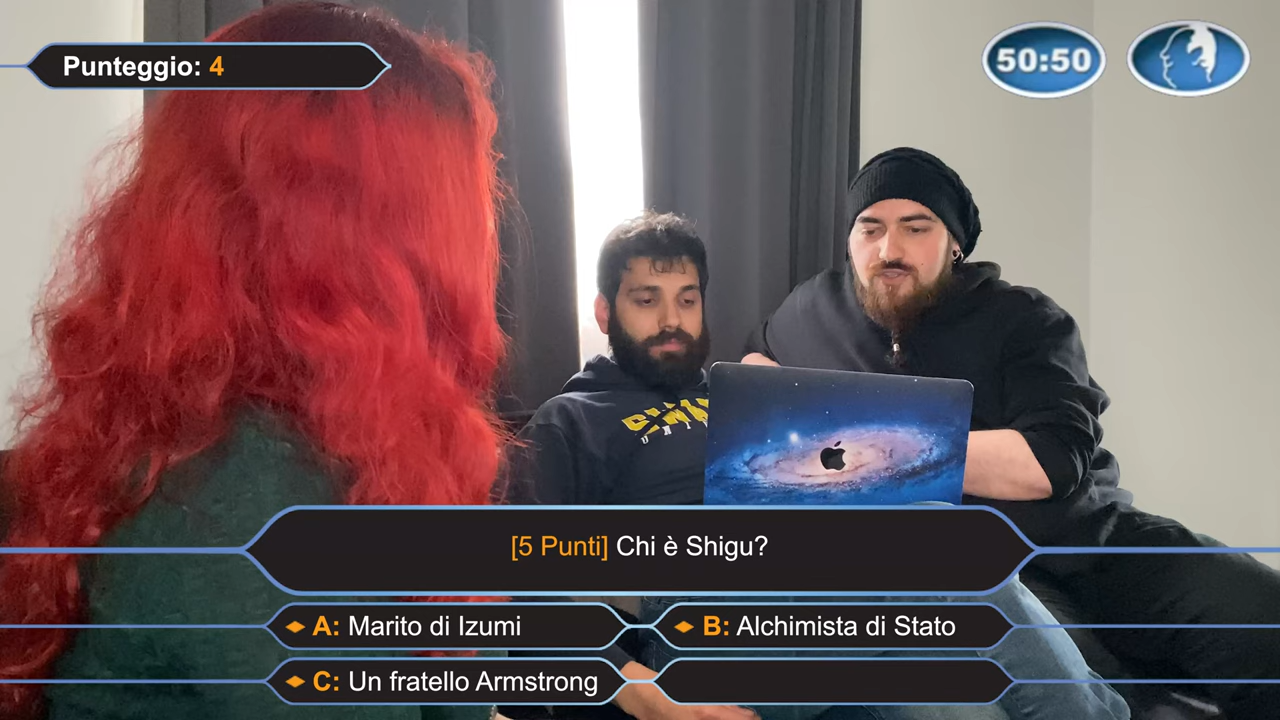 Punteggio: 4
50:50
[5 Punti] Chi è Shigu?
A: Marito di Izumi
B: Alchimista di Stato
C: Un fratello Armstrong